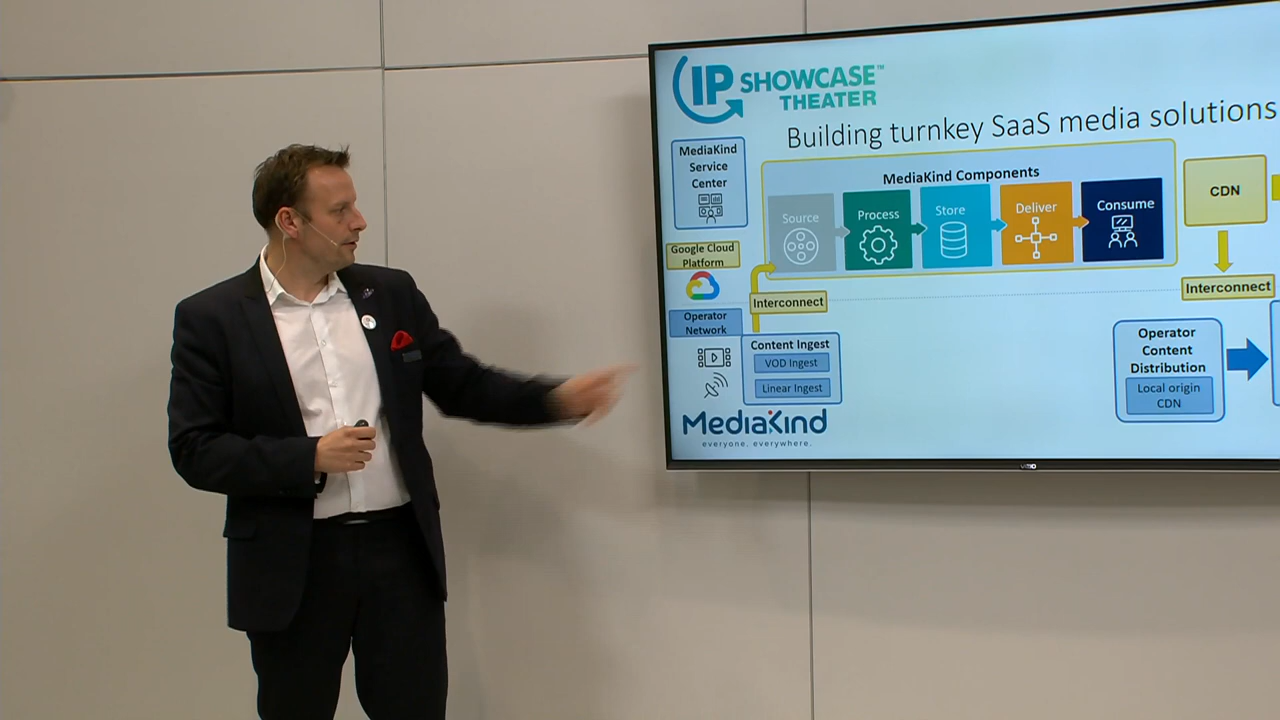 IP SHOWCASE™
THEATER
Building turnkey SaaS media solutions
MediaKind
Service
Center
MediaKind Components
Source
Process
Store
Deliver
Consume
CDN
Google Cloud
Platform
Interconnect
Interconnect
Operator
Network
Content Ingest
VOD Ingest
Linear Ingest
Operator
Content
Distribution
Local origin
CDN
MediaKind
everyone. everywhere.
VIZIO